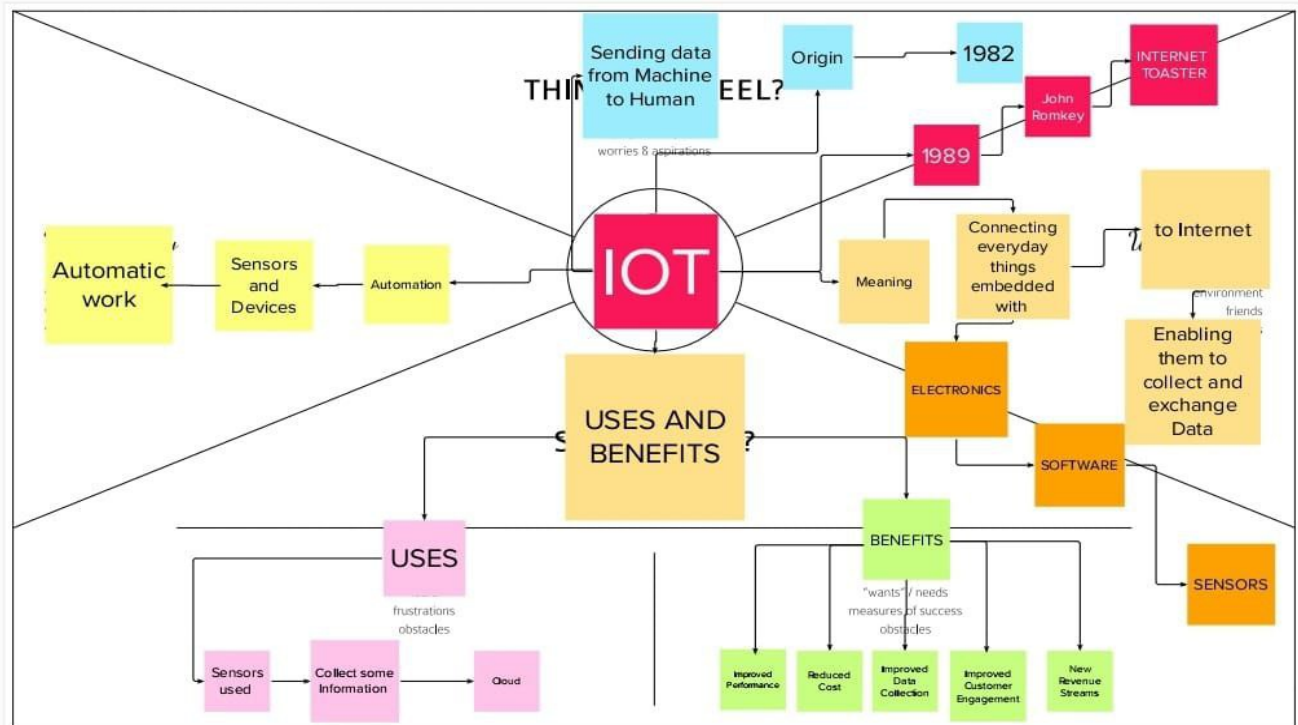 Sending data
from Machine
to Human
THIN
EEL?
worries & aspirations
Origin
1982
INTERNET
TOASTER
John
Romkey
1989
IOT
Meaning
Connecting
everyday
things
embedded
with
to Internet
environment
friends
Enabling
them to
collect and
exchange
Data
Automatic
work
Sensors
and
Devices
Automation
ELECTRONICS
SOFTWARE
SENSORS
USES AND
BENEFITS
S
?
USES
frustrations
obstacles
Sensors
used
Collect some
Information
Cloud
BENEFITS
"wants" / needs
measures of success
obstacles
Improved
Performance
Reduced
Cost
Improved
Data
Collection
Improved
Customer
Engagement
New
Revenue
Streams